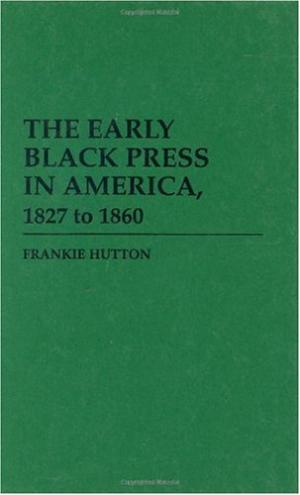 THE EARLY
BLACK PRESS
IN AMERICA,
1827 to 1860
FRANKIE HUTTON